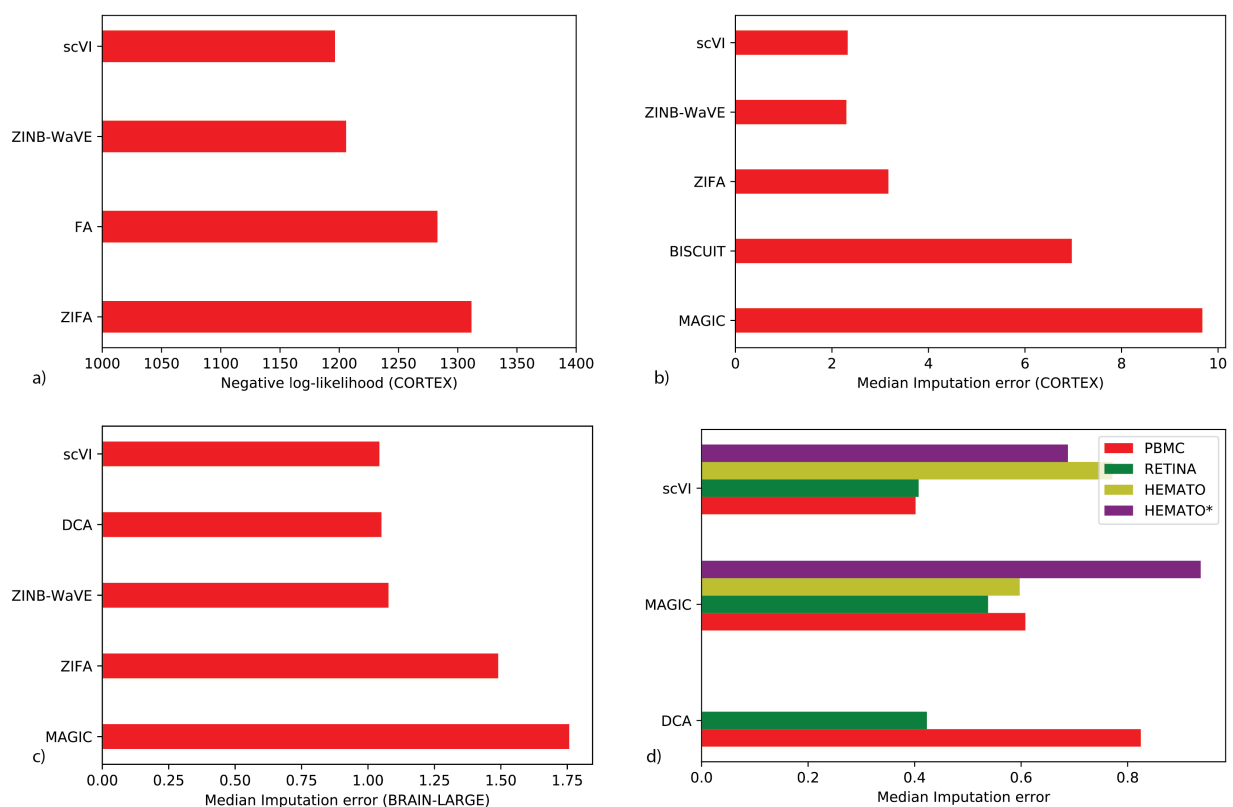 scVI
ZINB-WaVE
FA
ZIFA
1000 1050 1100 1150 1200 1250 1300 1350 1400
Negative log-likelihood (CORTEX)
a)
scVI
ZINB-WaVE
ZIFA
BISCUIT
MAGIC
0 2 4 6 8 10
Median Imputation error (CORTEX)
b)
scVI
DCA
ZINB-WaVE
ZIFA
MAGIC
0.00 0.25 0.50 0.75 1.00 1.25 1.50 1.75
Median Imputation error (BRAIN-LARGE)
c)
PBMC
RETINA
HEMATO
HEMATO*
scVI
MAGIC
DCA
0.0 0.2 0.4 0.6 0.8
Median Imputation error
d)